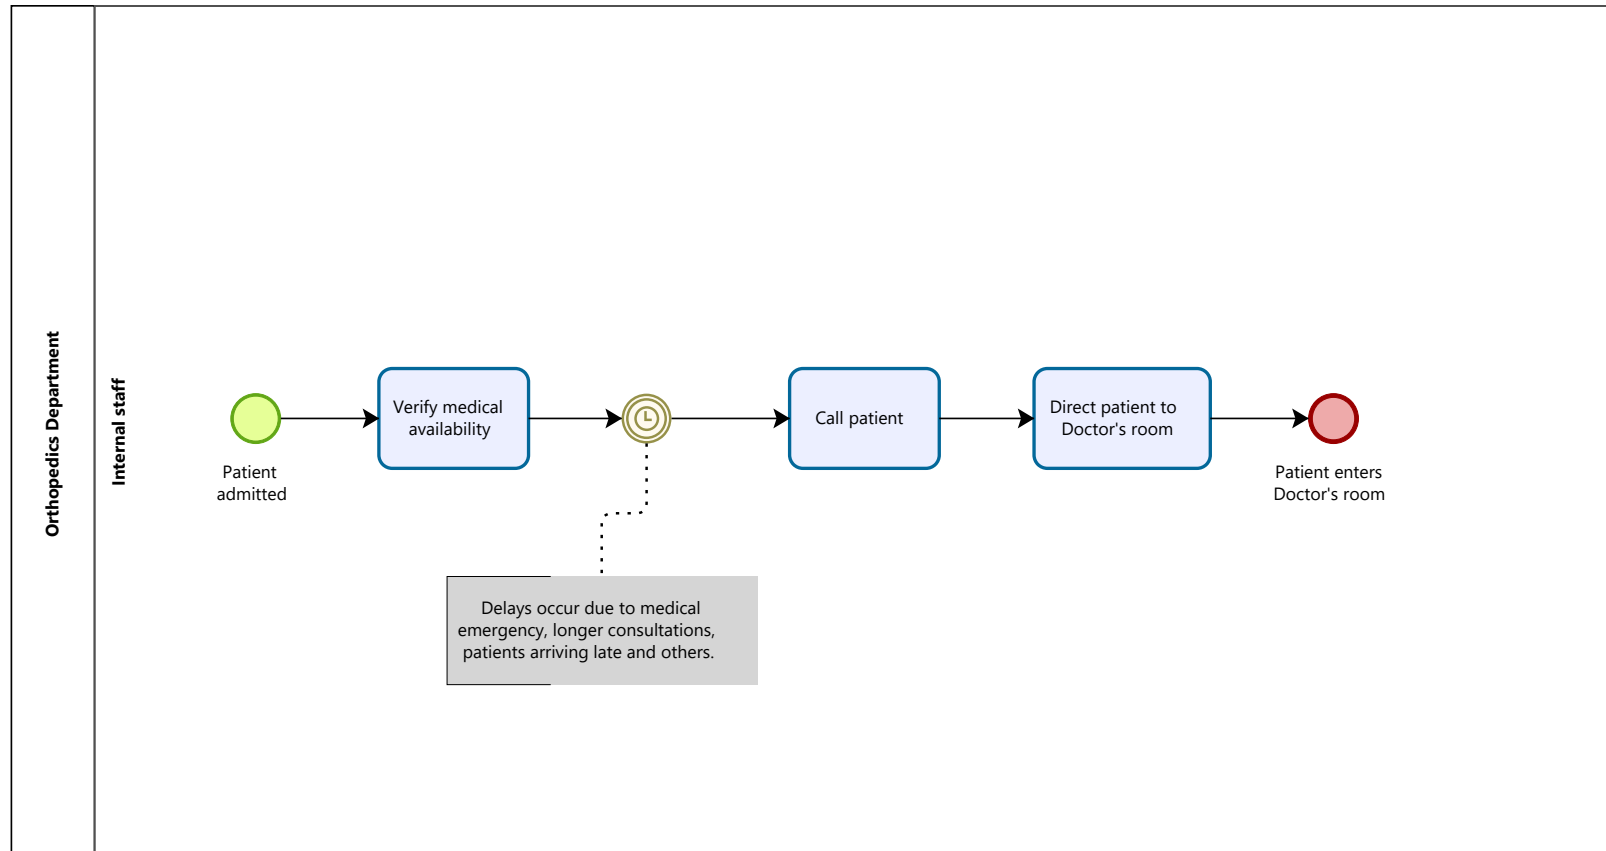 Orthopedics Department
Internal staff
Patient
admitted
Verify medical
availability
Call patient
Direct patient to
Doctor's room
Patient enters
Doctor's room
Delays occur due to medical
emergency, longer consultations,
patients arriving late and others.